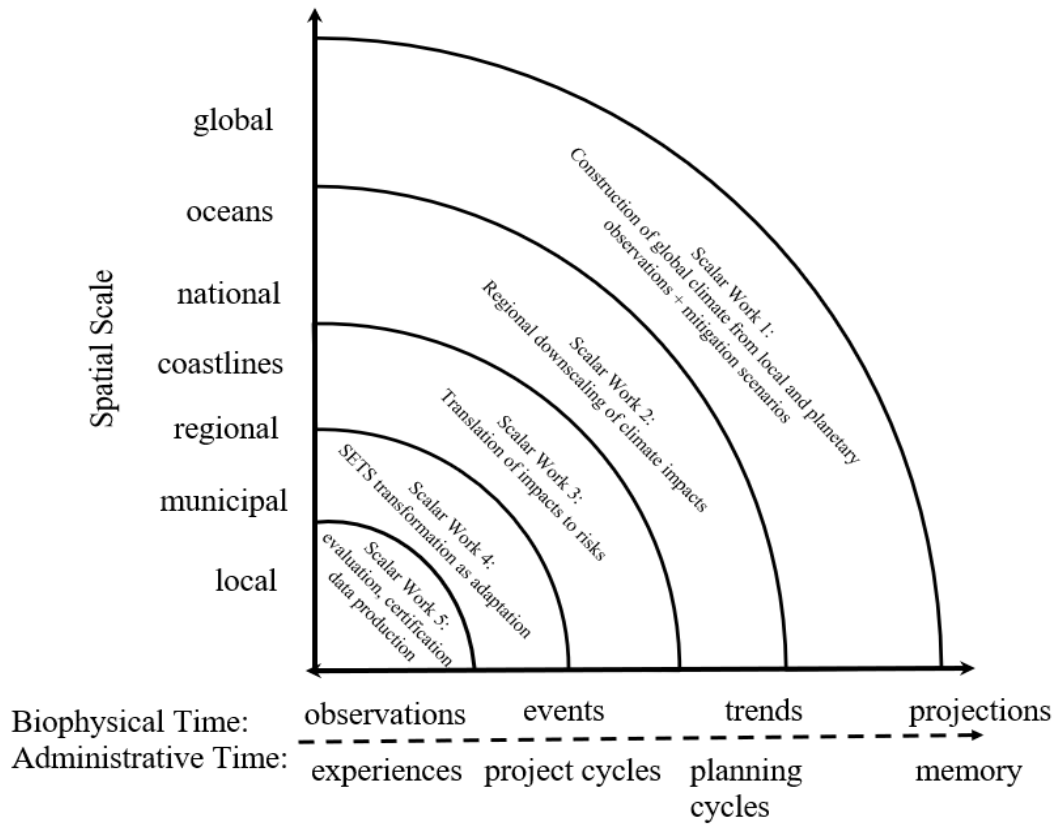 Spatial Scale
global
oceans
national
coastlines
regional
municipal
local
Scalar Work 1:
Construction of global climate from local and planetary
observations + mitigation scenarios
Scalar Work 2:
Regional downscaling of climate impacts
Scalar Work 3:
Translation of impacts to risks
Scalar Work 4:
SETS transformation as adaptation
Scalar Work 5:
evaluation, certification
data production
Biophysical Time:
observations
events
trends
projections
Administrative Time:
experiences
project cycles
planning
cycles
memory